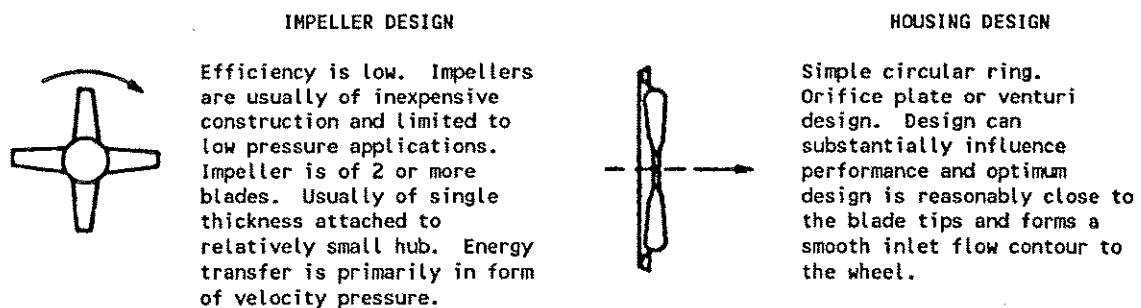 IMPELLER DESIGN
Efficiency is low. Impellers
are usually of inexpensive
construction and limited to
low pressure applications.
Impeller is of 2 or more
blades. Usually of single
thickness attached to
relatively small hub. Energy
transfer is primarily in form
of velocity pressure.
HOUSING DESIGN
Simple circular ring.
Orifice plate or venturi
design. Design can
substantially influence
performance and optimum
design is reasonably close to
the blade tips and forms a
smooth inlet flow contour to
the wheel.